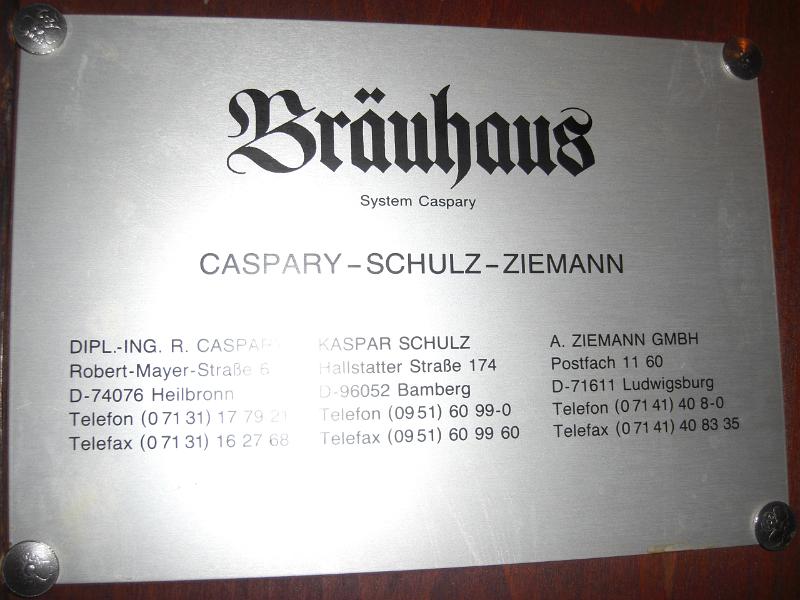 Bräuhaus
System Caspary
CASPARY – SCHULZ – ZIEMANN
DIPL.-ING. R. CASPARY
Robert-Mayer-Straße 6
D-74076 Heilbronn
Telefon (0 71 31) 17 79 21
Telefax (0 71 31) 16 27 68
KASPAR SCHULZ
Hallstatter Straße 174
D-96052 Bamberg
Telefon (09 51) 60 99-0
Telefax (09 51) 60 99 60
A. ZIEMANN GMBH
Postfach 11 60
D-71611 Ludwigsburg
Telefon (0 71 41) 40 8-0
Telefax (0 71 41) 40 83 35